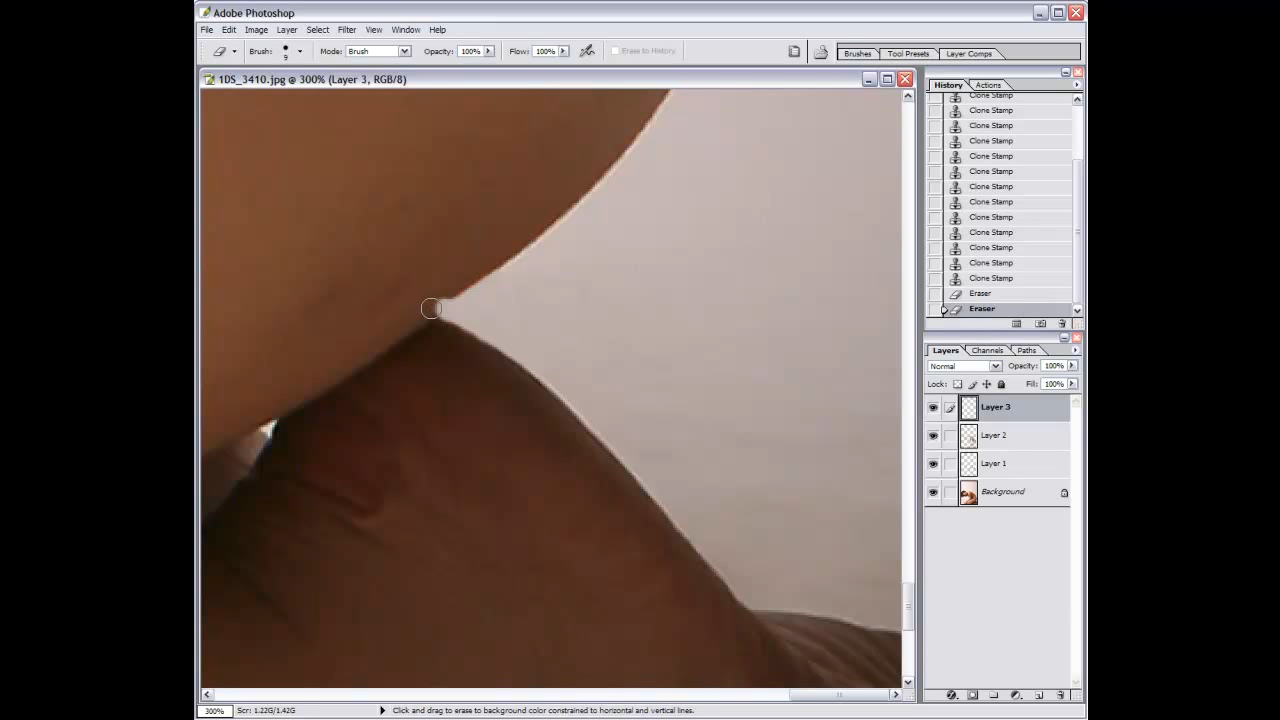 Adobe Photoshop
File Edit Image Layer Select Filter View Window Help
Brush: 9 Mode: Brush Opacity: 100% Flow: 100% Erase to History Brushes Tool Presets Layer Comps
1DS_3410.jpg @ 300% (Layer 3, RGB/8)
History Actions
Clone Stamp
Clone Stamp
Clone Stamp
Clone Stamp
Clone Stamp
Clone Stamp
Clone Stamp
Clone Stamp
Clone Stamp
Clone Stamp
Clone Stamp
Clone Stamp
Clone Stamp
Eraser
Eraser
Layers Channels Paths
Normal Opacity: 100%
Lock: Fill: 100%
Layer 3
Layer 2
Layer 1
Background
300% Scr: 1.22G/1.42G Click and drag to erase to background color constrained to horizontal and vertical lines.